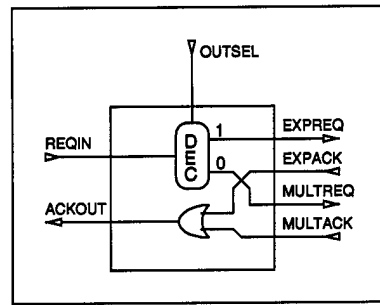 OUTSEL
REQIN
DEC
1
EXPREQ
0
EXPACK
MULTREQ
ACKOUT
MULTACK